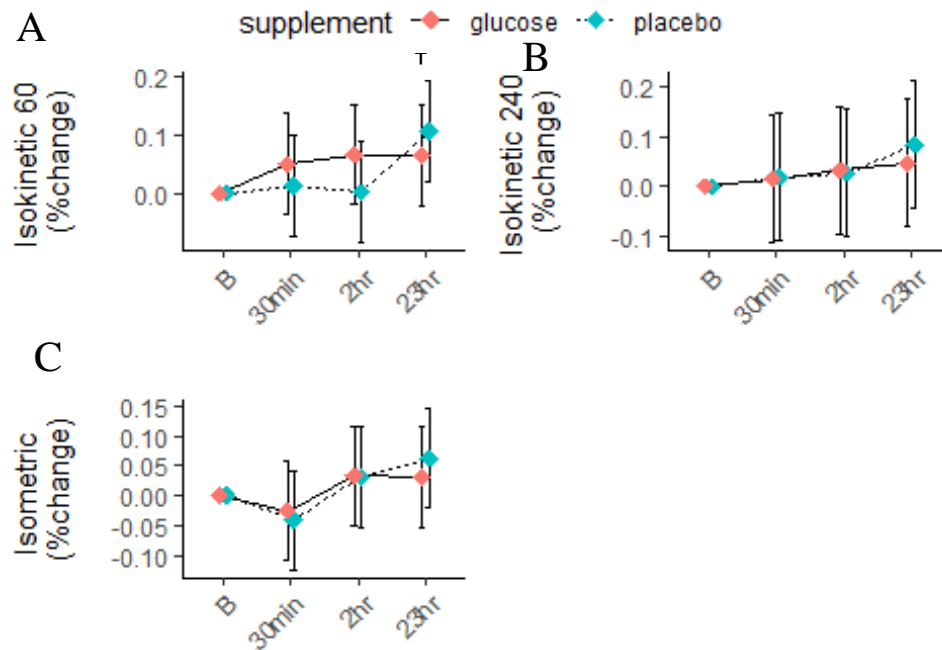 supplement glucose placebo
A
Isokinetic 60
(%change)
0.2
0.1
0.0
B
30min
2hr
23hr
T
B
Isokinetic 240
(%change)
0.2
0.1
0.0
-0.1
B
30min
2hr
23hr
C
Isometric
(%change)
0.15
0.10
0.05
0.00
-0.05
-0.10
B
30min
2hr
23hr